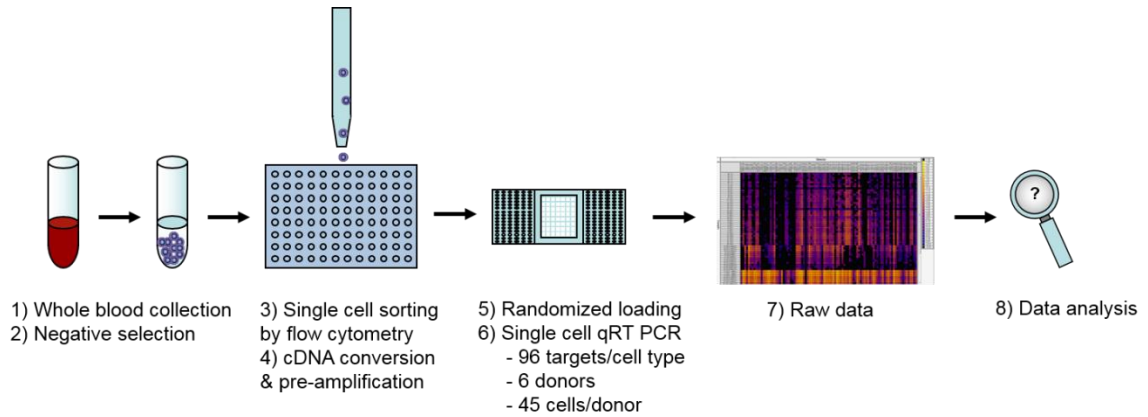 ?
1) Whole blood collection
2) Negative selection
3) Single cell sorting
by flow cytometry
4) cDNA conversion
& pre-amplification
5) Randomized loading
6) Single cell qRT PCR
- 96 targets/cell type
- 6 donors
- 45 cells/donor
7) Raw data
8) Data analysis